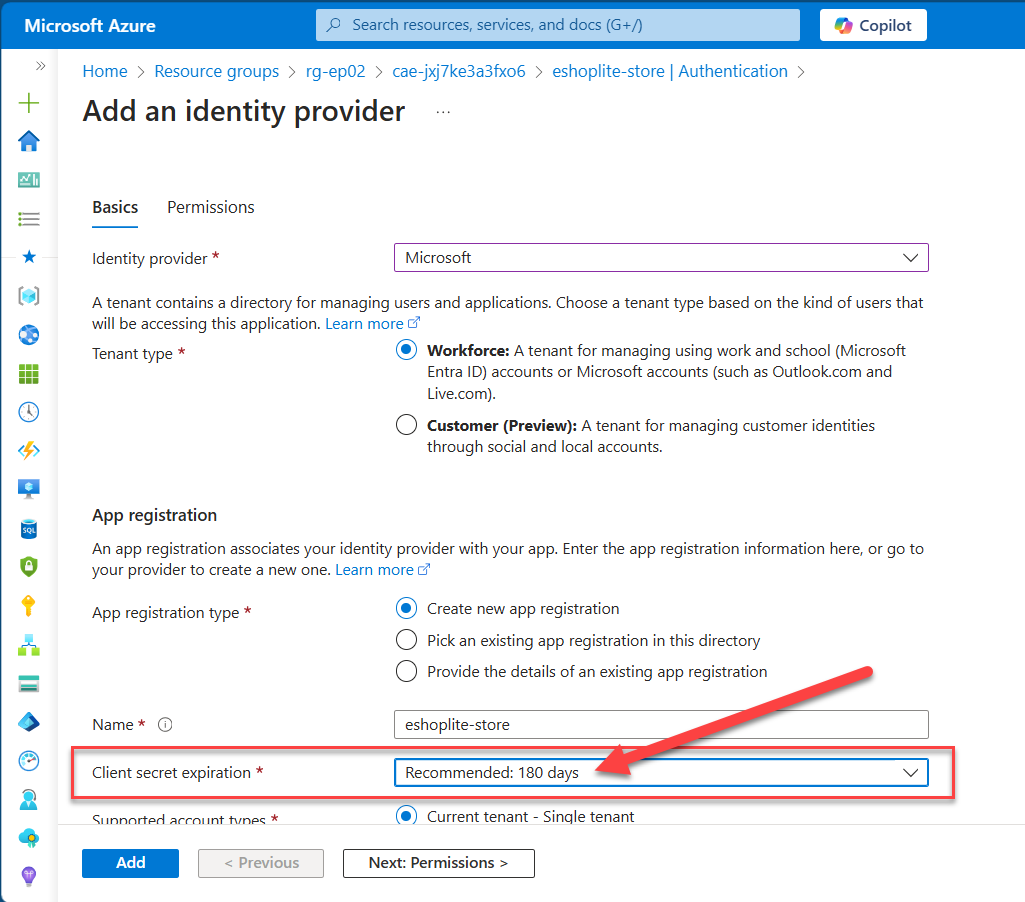 Microsoft Azure
Search resources, services, and docs (G+/)
Copilot
Home > Resource groups > rg-ep02 > cae-jxj7ke3a3fxo6 > eshoplite-store | Authentication >
Add an identity provider ...
Basics Permissions
Identity provider * Microsoft
A tenant contains a directory for managing users and applications. Choose a tenant type based on the kind of users that
will be accessing this application. Learn more
Tenant type *
Workforce: A tenant for managing using work and school (Microsoft
Entra ID) accounts or Microsoft accounts (such as Outlook.com and
Live.com).
Customer (Preview): A tenant for managing customer identities
through social and local accounts.
App registration
An app registration associates your identity provider with your app. Enter the app registration information here, or go to
your provider to create a new one. Learn more
App registration type *
Create new app registration
Pick an existing app registration in this directory
Provide the details of an existing app registration
Name * eshoplite-store
Client secret expiration * Recommended: 180 days
Supported account types * Current tenant - Single tenant
Add < Previous Next: Permissions >
SQL